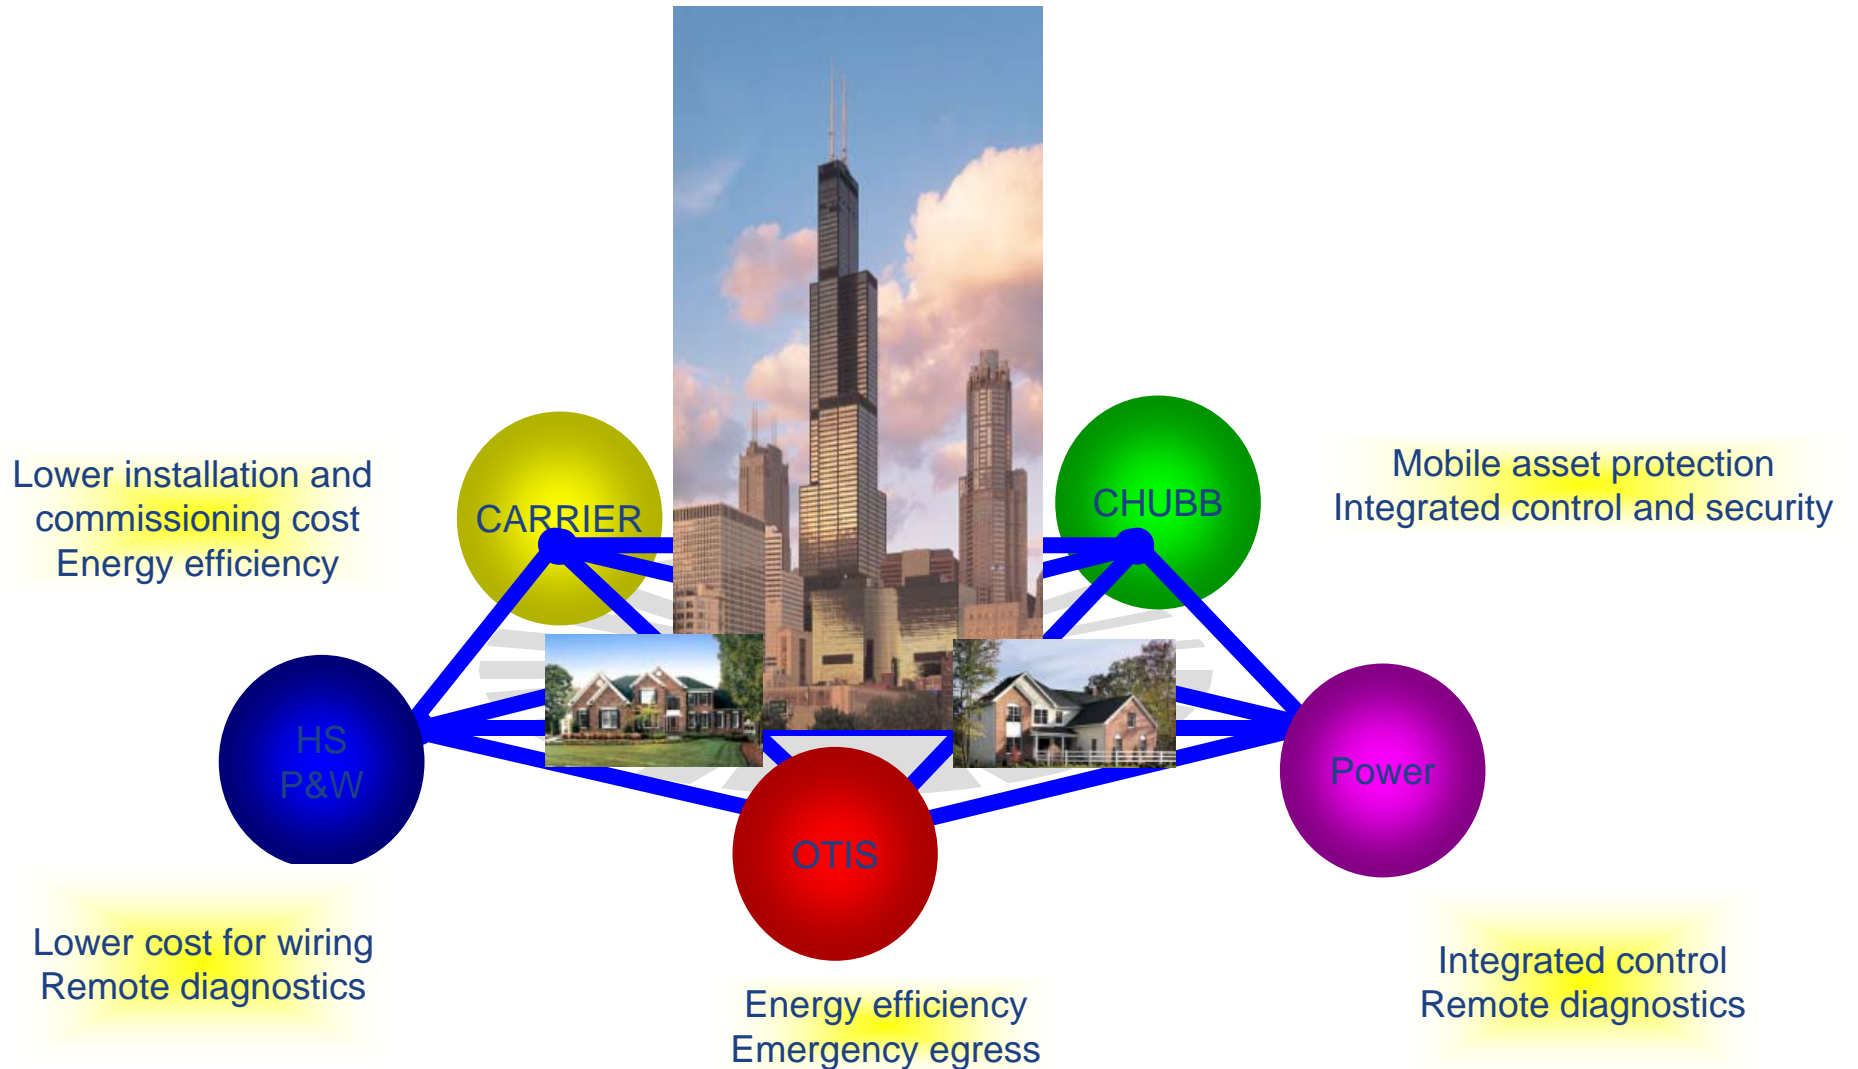 CARRIER
CHUBB
Lower installation and
commissioning cost
Energy efficiency
Mobile asset protection
Integrated control and security
HS
P&W
Power
OTIS
Lower cost for wiring
Remote diagnostics
Energy efficiency
Emergency egress
Integrated control
Remote diagnostics